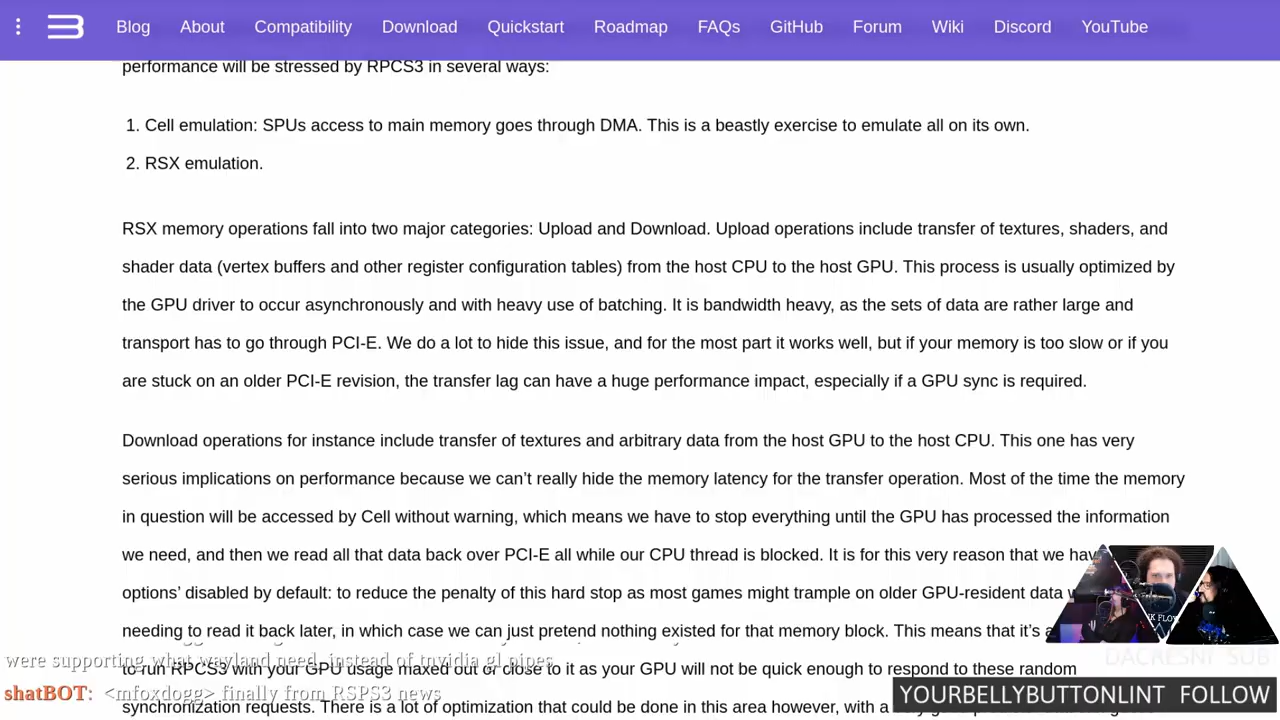 Blog About Compatibility Download Quickstart Roadmap FAQs GitHub Forum Wiki Discord YouTube
performance will be stressed by RPCS3 in several ways:
1. Cell emulation: SPUs access to main memory goes through DMA. This is a beastly exercise to emulate all on its own.
2. RSX emulation.
RSX memory operations fall into two major categories: Upload and Download. Upload operations include transfer of textures, shaders, and
shader data (vertex buffers and other register configuration tables) from the host CPU to the host GPU. This process is usually optimized by
the GPU driver to occur asynchronously and with heavy use of batching. It is bandwidth heavy, as the sets of data are rather large and
transport has to go through PCI-E. We do a lot to hide this issue, and for the most part it works well, but if your memory is too slow or if you
are stuck on an older PCI-E revision, the transfer lag can have a huge performance impact, especially if a GPU sync is required.
Download operations for instance include transfer of textures and arbitrary data from the host GPU to the host CPU. This one has very
serious implications on performance because we can’t really hide the memory latency for the transfer operation. Most of the time the memory
in question will be accessed by Cell without warning, which means we have to stop everything until the GPU has processed the information
we need, and then we read all that data back over PCI-E all while our CPU thread is blocked. It is for this very reason that we hav
options’ disabled by default: to reduce the penalty of this hard stop as most games might trample on older GPU-resident data w
needing to read it back later, in which case we can just pretend nothing existed for that memory block. This means that it’s a
were supporting what wayland need, instead of tnvidia gl pipes
to run RPCS3 with your GPU usage maxed out or close to it as your GPU will not be quick enough to respond to these random
DACRESNI SUB
shatBOT: <mfoxdogg> finally from RSPS3 news
YOURBELLYBUTTONLINT FOLLOW
synchronization requests. There is a lot of optimization that could be done in this area however, with a